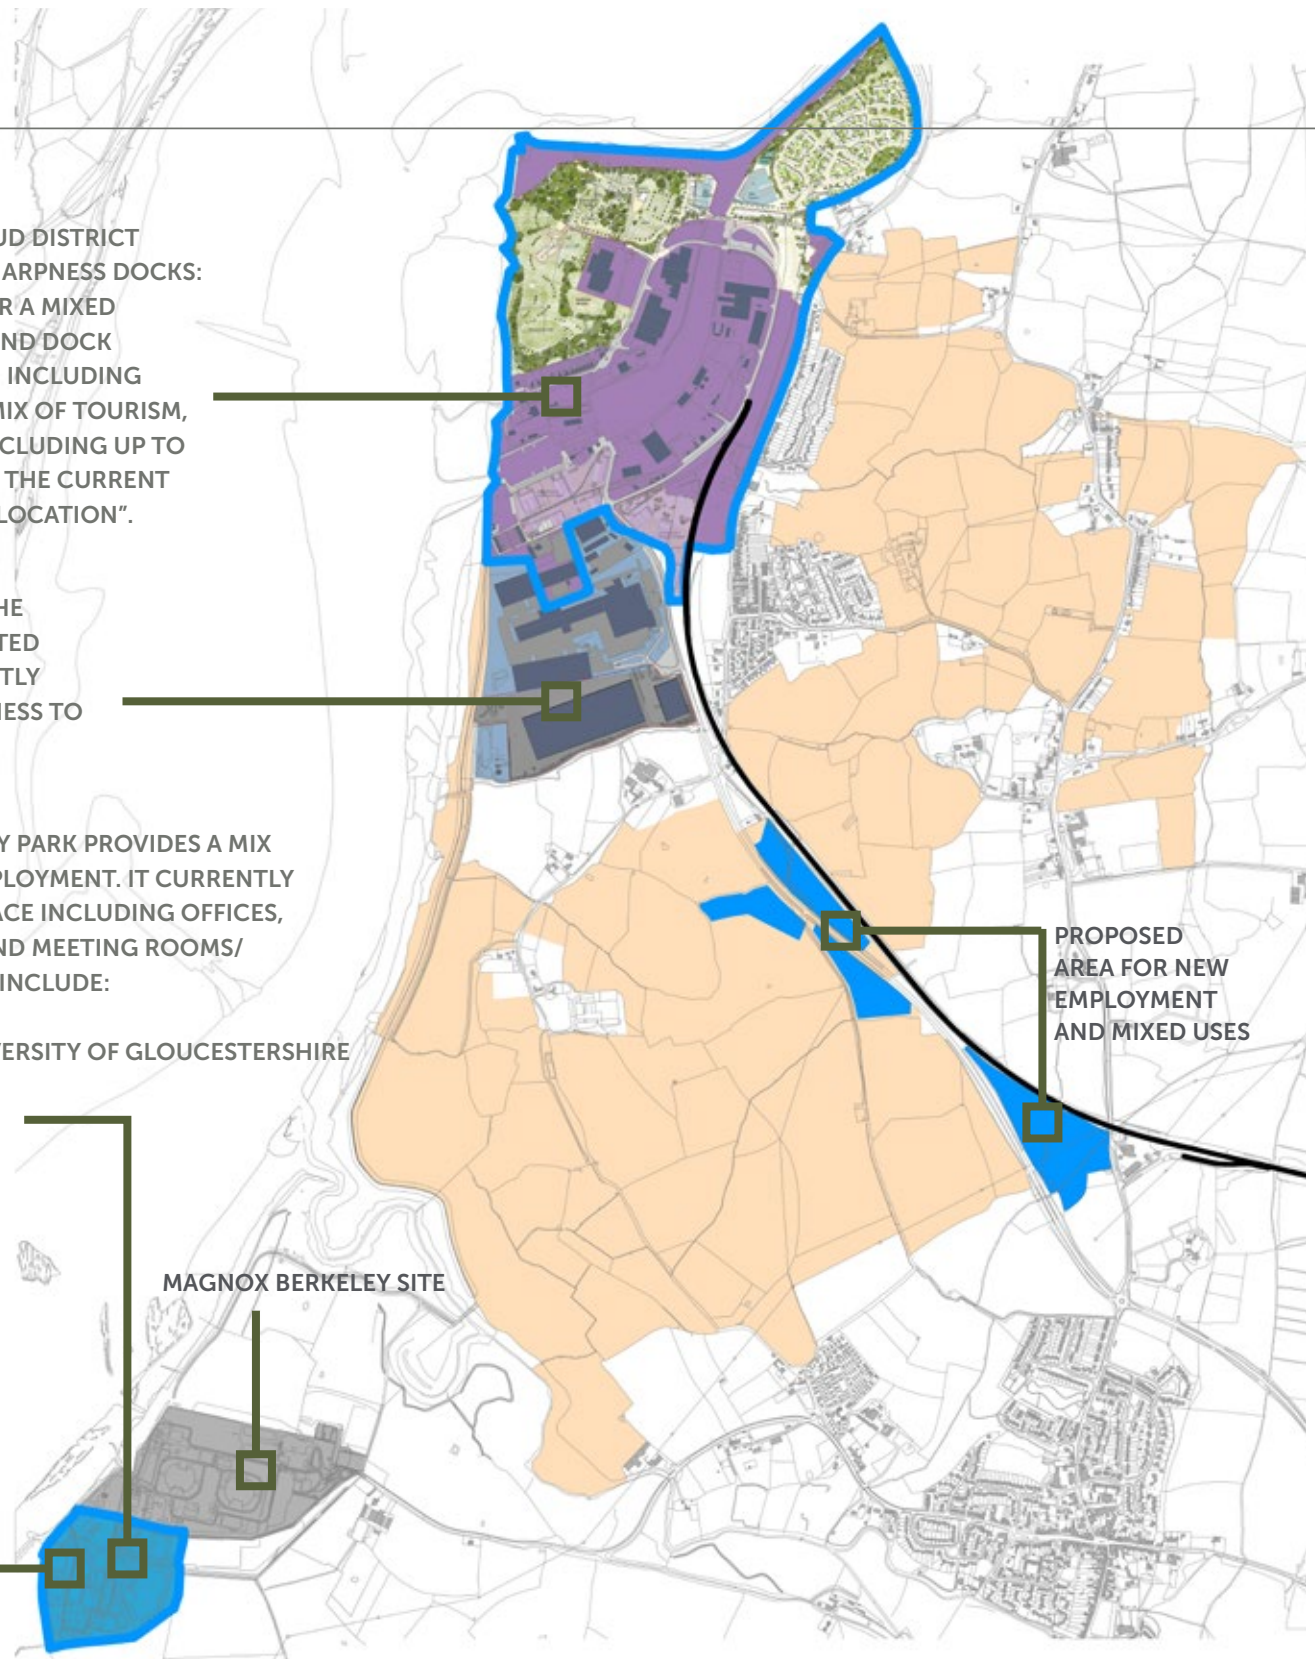 UD DISTRICT
ARPNESS DOCKS:
R A MIXED
ND DOCK
INCLUDING
MIX OF TOURISM,
CLUDING UP TO
THE CURRENT
LOCATION”.
HE
TED
TLY
NESS TO
Y PARK PROVIDES A MIX
PLOYMENT. IT CURRENTLY
ACE INCLUDING OFFICES,
ND MEETING ROOMS/
INCLUDE:
VERSITY OF GLOUCESTERSHIRE
PROPOSED
AREA FOR NEW
EMPLOYMENT
AND MIXED USES
MAGNOX BERKELEY SITE